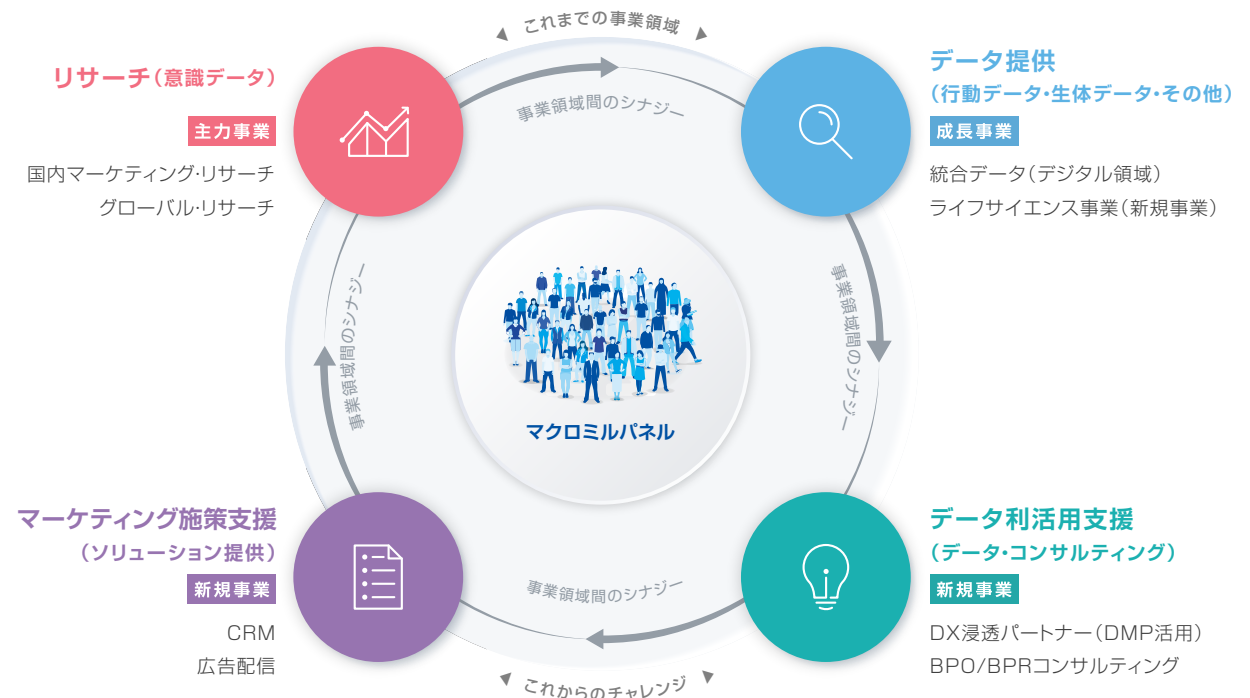 これまでの事業領域
リサーチ(意識データ)
主力事業
国内マーケティング・リサーチ
グローバル・リサーチ
事業領域間のシナジー
データ提供
(行動データ・生体データ・その他)
成長事業
統合データ(デジタル領域)
ライフサイエンス事業(新規事業)
事業領域間のシナジー
事業領域間のシナジー
マクロミルパネル
マーケティング施策支援
(ソリューション提供)
新規事業
CRM
広告配信
事業領域間のシナジー
データ利活用支援
(データ・コンサルティング)
新規事業
DX浸透パートナー(DMP活用)
BPO/BPRコンサルティング
これからのチャレンジ